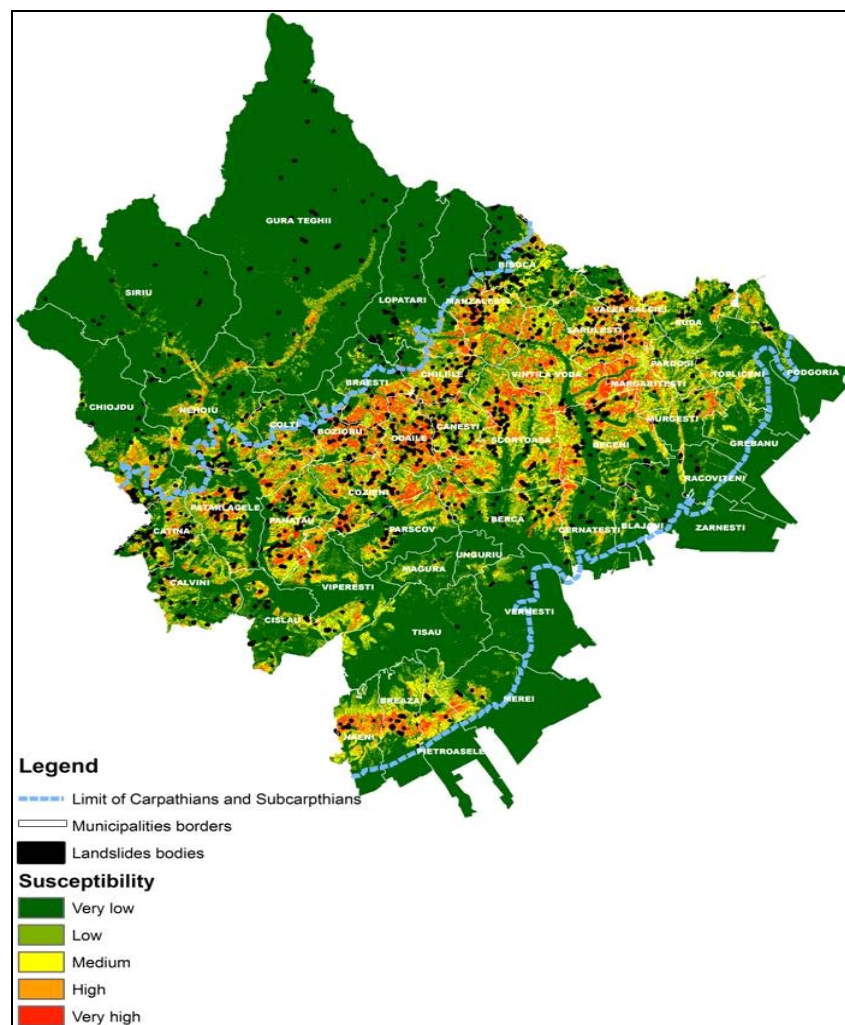 GURA TEGHII
SIRIU
BISOCA
LOPATARI
MANZALESTI
VALEA SALCIEI
BUDA
SARULESTI
PARDOSI
TOPLICENI
PODGORIA
BRAESTI
CHILIILE
VINTILA VODA
MARGARITESTI
CHIOJDU
NEHOIU
COLTI
BOZIORU
ODAILE
CANESTI
MURGESTI
SCORTOASA
BECENI
GREBANU
RACOVITENI
COZIENI
PATARLAGELE
PANATAU
BERCA
CERNATESTI
BLAJANI
ZARNESTI
CATINA
PARSCOV
UNGURIU
MAGURA
CALVINI
VIPERESTI
VERNESTI
CISLAU
TISAU
BREAZA
MEREI
NAENI
PIETROASELE
Legend
Limit of Carpathians and Subcarpthians
Municipalities borders
Landslides bodies
Susceptibility
Very low
Low
Medium
High
Very high